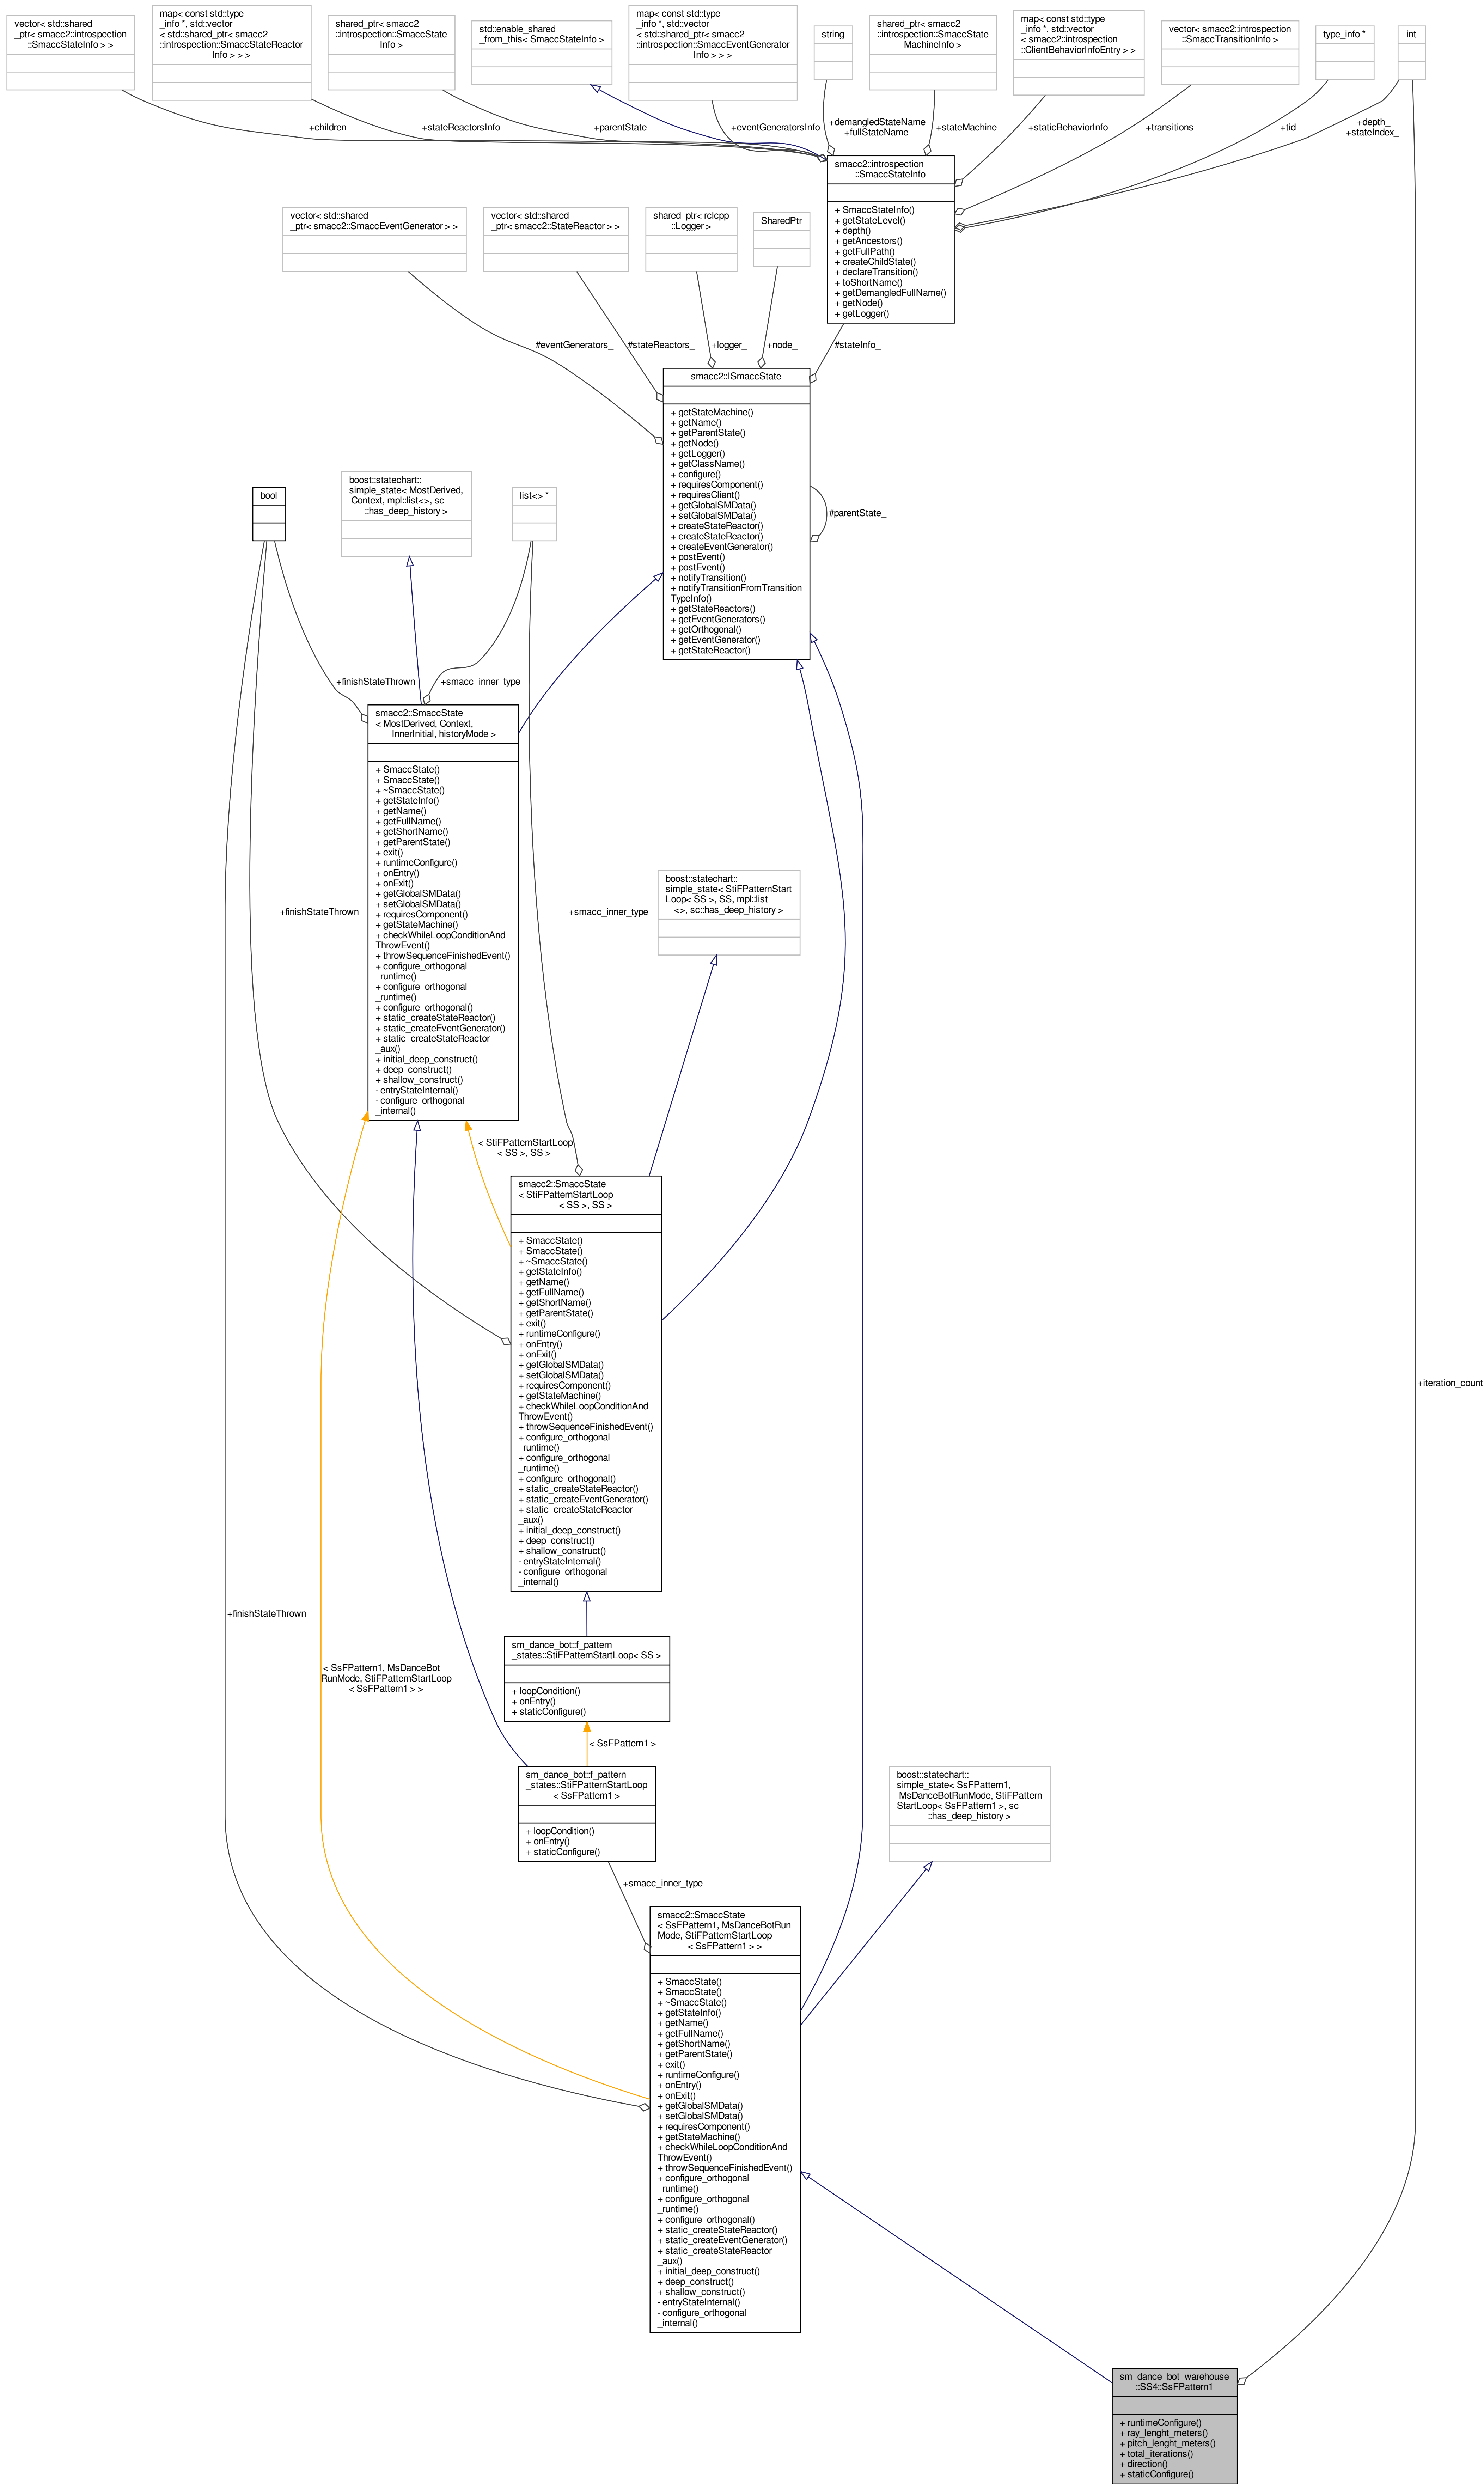 vector< std::shared
_ptr< smacc2::introspection
::SmaccStateInfo > >
map< const std::type
_info *, std::vector
< std::shared_ptr< smacc2
::introspection::SmaccStateReactor
Info > > >
shared_ptr< smacc2
::introspection::SmaccState
Info >
std::enable_shared
_from_this< SmaccStateInfo >
map< const std::type
_info *, std::vector
< std::shared_ptr< smacc2
::introspection::SmaccEventGenerator
Info > > >
string
shared_ptr< smacc2
::introspection::SmaccState
MachineInfo >
map< const std::type
_info *, std::vector
< smacc2::introspection
::ClientBehaviorInfoEntry > >
vector< smacc2::introspection
::SmaccTransitionInfo >
type_info *
int
+children_
+stateReactorsInfo
+parentState_
+eventGeneratorsInfo
+demangledStateName
+fullStateName
+stateMachine_
+staticBehaviorInfo
+transitions_
+tid_
+depth_
+stateIndex_
smacc2::introspection
::SmaccStateInfo
+ SmaccStateInfo()
+ getStateLevel()
+ depth()
+ getAncestors()
+ getFullPath()
+ createChildState()
+ declareTransition()
+ toShortName()
+ getDemangledFullName()
+ getNode()
+ getLogger()
vector< std::shared
_ptr< smacc2::SmaccEventGenerator > >
vector< std::shared
_ptr< smacc2::StateReactor > >
shared_ptr< rclcpp
::Logger >
SharedPtr
#eventGenerators_
#stateReactors_
+logger_
+node_
#stateInfo_
smacc2::ISmaccState
+ getStateMachine()
+ getName()
+ getParentState()
+ getNode()
+ getLogger()
+ getClassName()
+ configure()
+ requiresComponent()
+ requiresClient()
+ getGlobalSMData()
+ setGlobalSMData()
+ createStateReactor()
+ createStateReactor()
+ createEventGenerator()
+ postEvent()
+ postEvent()
+ notifyTransition()
+ notifyTransitionFromTransition
TypeInfo()
+ getStateReactors()
+ getEventGenerators()
+ getOrthogonal()
+ getEventGenerator()
+ getStateReactor()
#parentState_
bool
boost::statechart::
simple_state< MostDerived,
Context, mpl::list<>, sc
::has_deep_history >
list<> *
+finishStateThrown
+smacc_inner_type
smacc2::SmaccState
< MostDerived, Context,
InnerInitial, historyMode >
+ SmaccState()
+ SmaccState()
+ ~SmaccState()
+ getStateInfo()
+ getName()
+ getFullName()
+ getShortName()
+ getParentState()
+ exit()
+ runtimeConfigure()
+ onEntry()
+ onExit()
+ getGlobalSMData()
+ setGlobalSMData()
+ requiresComponent()
+ getStateMachine()
+ checkWhileLoopConditionAnd
ThrowEvent()
+ throwSequenceFinishedEvent()
+ configure_orthogonal
_runtime()
+ configure_orthogonal
_runtime()
+ configure_orthogonal()
+ static_createStateReactor()
+ static_createEventGenerator()
+ static_createStateReactor
_aux()
+ initial_deep_construct()
+ deep_construct()
+ shallow_construct()
- entryStateInternal()
- configure_orthogonal
_internal()
+finishStateThrown
+smacc_inner_type
boost::statechart::
simple_state< StiFPatternStart
Loop< SS >, SS, mpl::list
<>, sc::has_deep_history >
< StiFPatternStartLoop
< SS >, SS >
smacc2::SmaccState
< StiFPatternStartLoop
< SS >, SS >
+ SmaccState()
+ SmaccState()
+ ~SmaccState()
+ getStateInfo()
+ getName()
+ getFullName()
+ getShortName()
+ getParentState()
+ exit()
+ runtimeConfigure()
+ onEntry()
+ onExit()
+ getGlobalSMData()
+ setGlobalSMData()
+ requiresComponent()
+ getStateMachine()
+ checkWhileLoopConditionAnd
ThrowEvent()
+ throwSequenceFinishedEvent()
+ configure_orthogonal
_runtime()
+ configure_orthogonal
_runtime()
+ configure_orthogonal()
+ static_createStateReactor()
+ static_createEventGenerator()
+ static_createStateReactor
_aux()
+ initial_deep_construct()
+ deep_construct()
+ shallow_construct()
- entryStateInternal()
- configure_orthogonal
_internal()
+iteration_count
+finishStateThrown
sm_dance_bot::f_pattern
_states::StiFPatternStartLoop< SS >
+ loopCondition()
+ onEntry()
+ staticConfigure()
< SsFPattern1, MsDanceBot
RunMode, StiFPatternStartLoop
< SsFPattern1 > >
< SsFPattern1 >
sm_dance_bot::f_pattern
_states::StiFPatternStartLoop
< SsFPattern1 >
+ loopCondition()
+ onEntry()
+ staticConfigure()
boost::statechart::
simple_state< SsFPattern1,
MsDanceBotRunMode, StiFPattern
StartLoop< SsFPattern1 >, sc
::has_deep_history >
+smacc_inner_type
smacc2::SmaccState
< SsFPattern1, MsDanceBotRun
Mode, StiFPatternStartLoop
< SsFPattern1 > >
+ SmaccState()
+ SmaccState()
+ ~SmaccState()
+ getStateInfo()
+ getName()
+ getFullName()
+ getShortName()
+ getParentState()
+ exit()
+ runtimeConfigure()
+ onEntry()
+ onExit()
+ getGlobalSMData()
+ setGlobalSMData()
+ requiresComponent()
+ getStateMachine()
+ checkWhileLoopConditionAnd
ThrowEvent()
+ throwSequenceFinishedEvent()
+ configure_orthogonal
_runtime()
+ configure_orthogonal
_runtime()
+ configure_orthogonal()
+ static_createStateReactor()
+ static_createEventGenerator()
+ static_createStateReactor
_aux()
+ initial_deep_construct()
+ deep_construct()
+ shallow_construct()
- entryStateInternal()
- configure_orthogonal
_internal()
sm_dance_bot_warehouse
::SS4::SsFPattern1
+ runtimeConfigure()
+ ray_lenght_meters()
+ pitch_lenght_meters()
+ total_iterations()
+ direction()
+ staticConfigure()